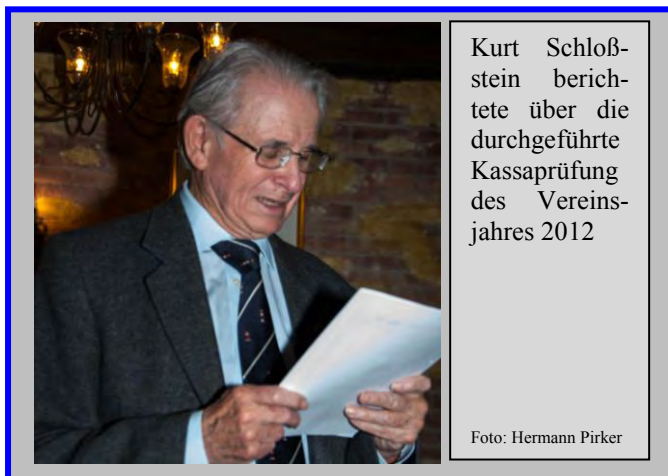 Kurt Schloß-
stein berich-
tete über die
durchgeführte
Kassaprüfung
des Vereins-
jahres 2012
Foto: Hermann Pirker